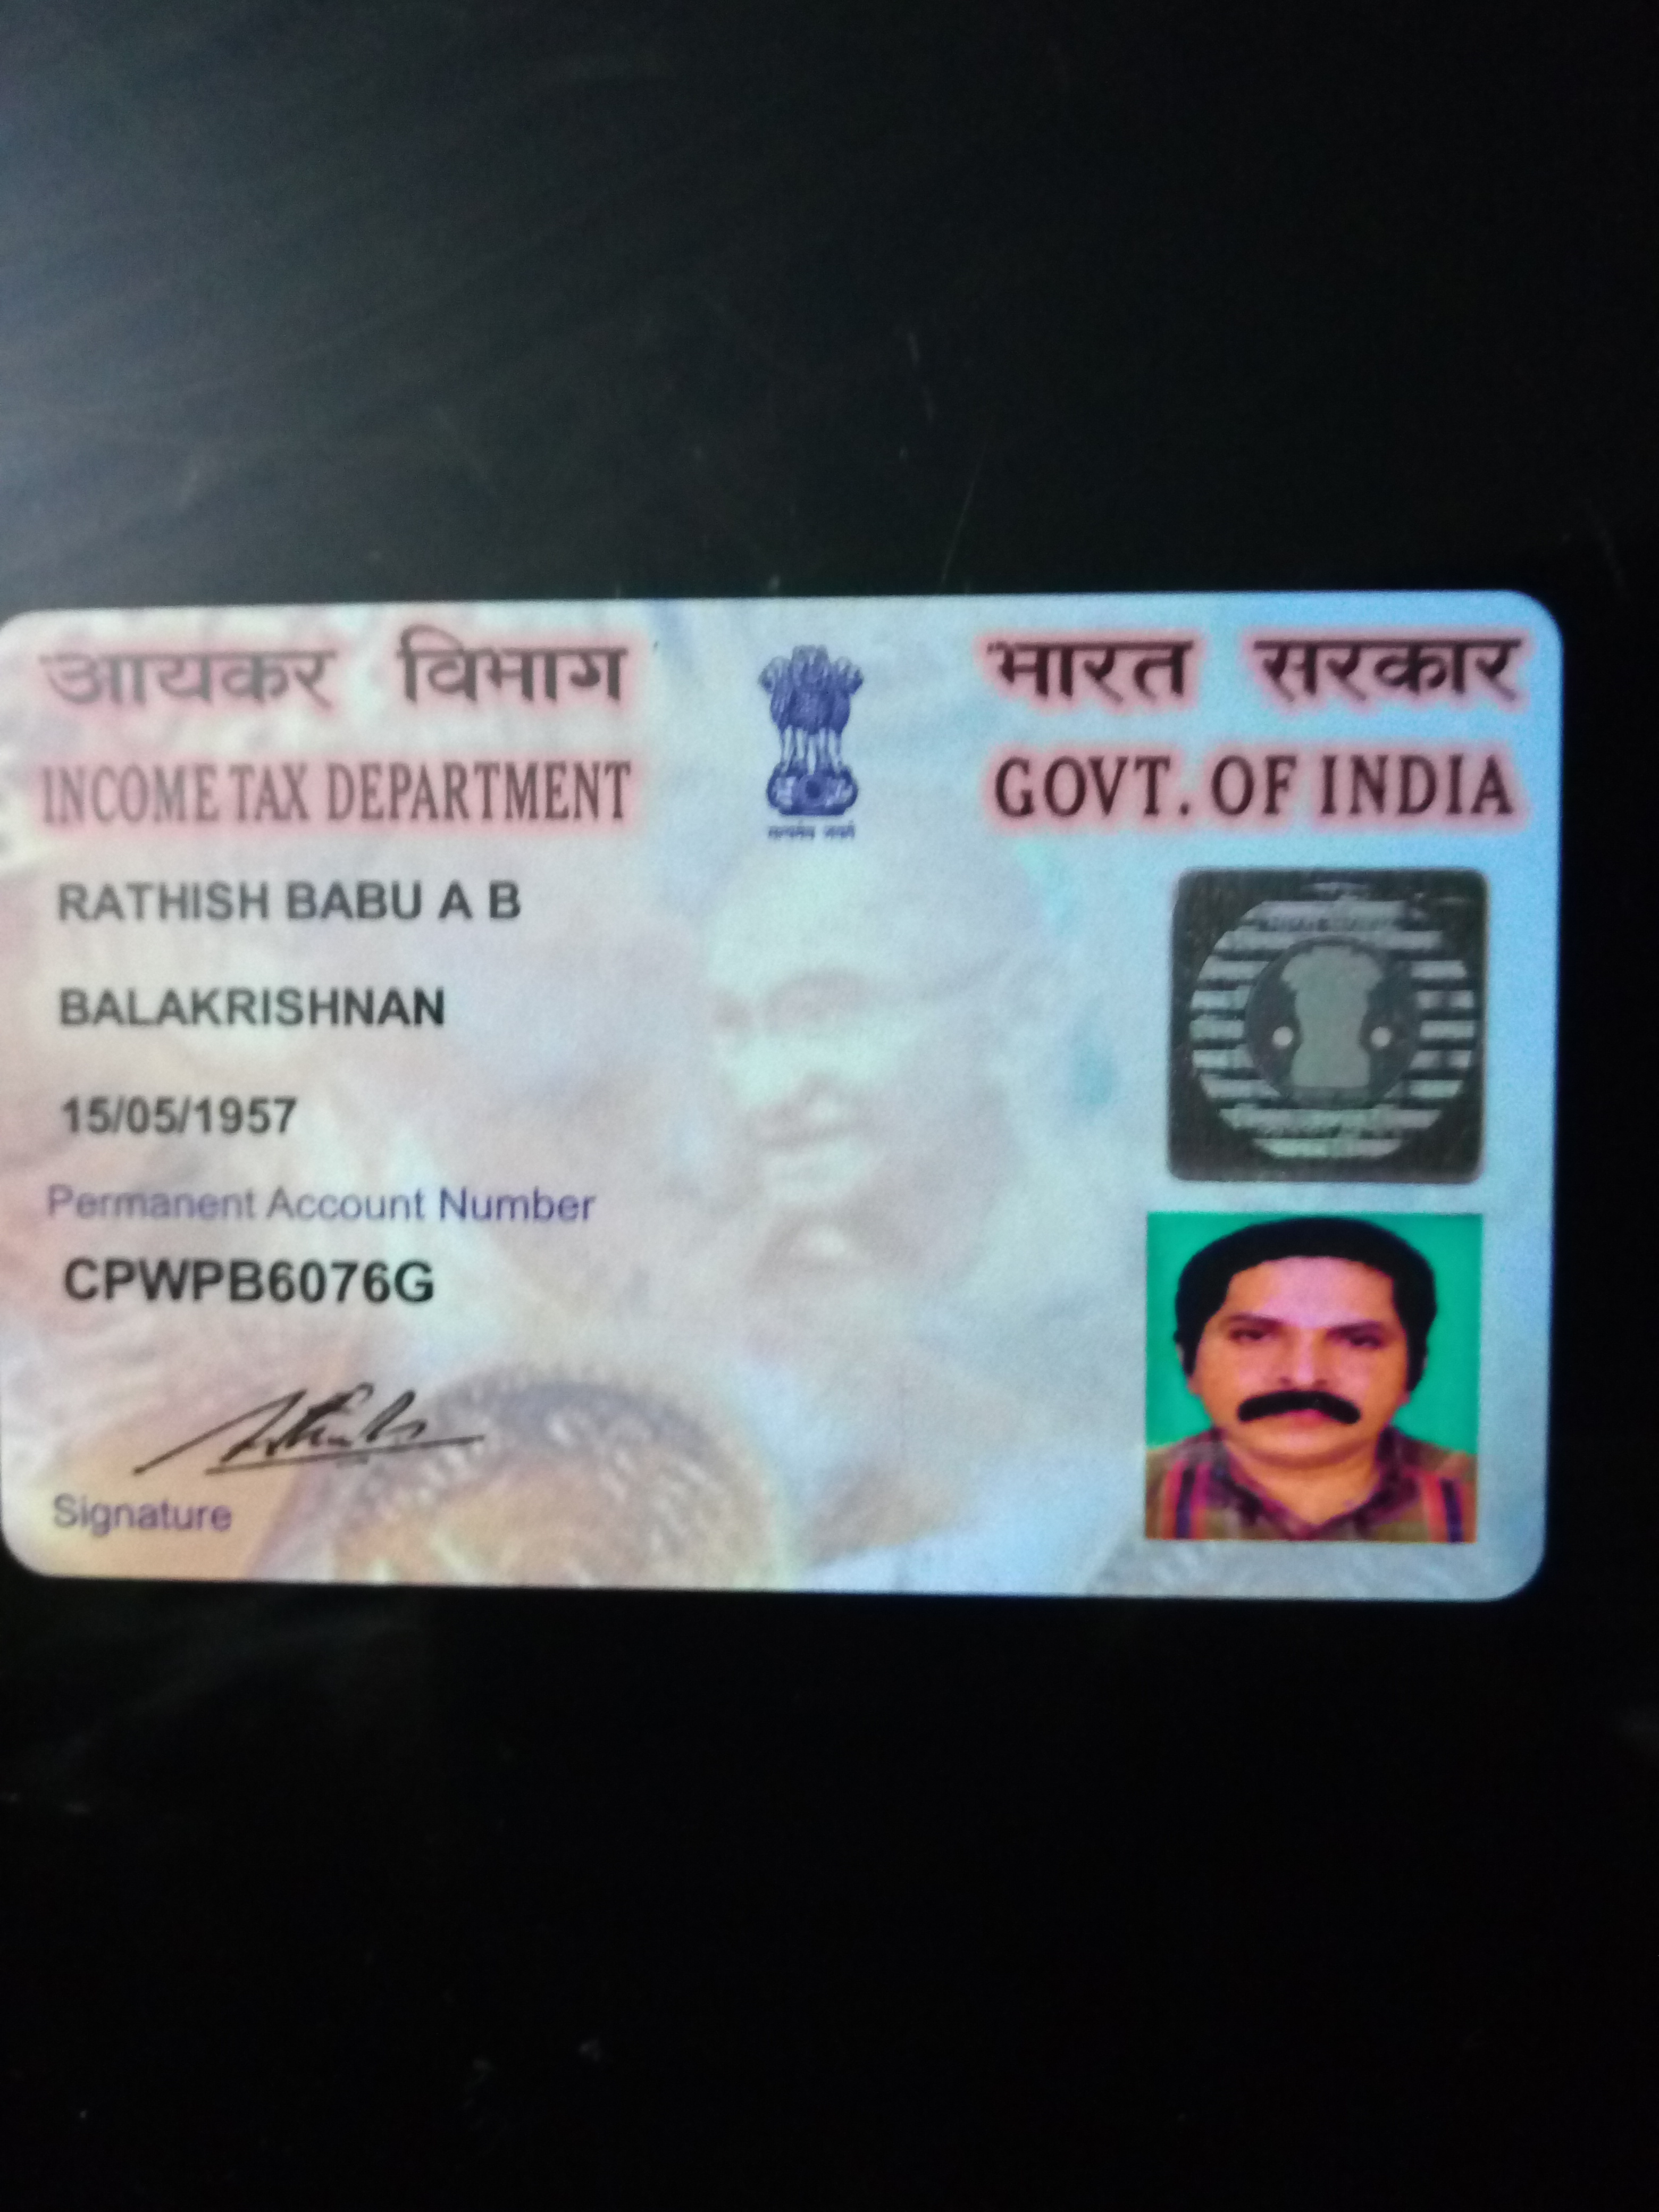 आयकर विभाग
भारत सरकार
INCOME TAX DEPARTMENT
GOVT. OF INDIA
सत्यमेव जयते
RATHISH BABU A B
BALAKRISHNAN
15/05/1957
Permanent Account Number
CPWPB6076G
Signature